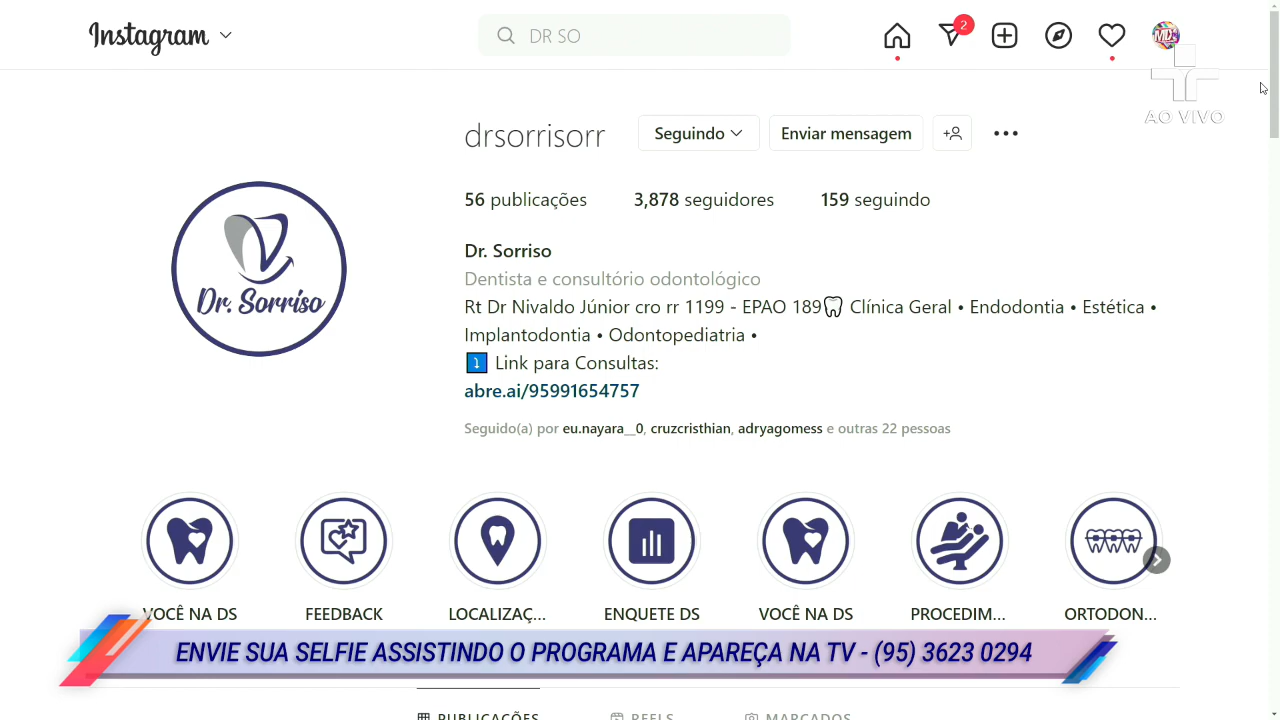 Instagram
DR SO
2
MD
AO VIVO
drsorrisorr
Seguindo
Enviar mensagem
56 publicações
3,878 seguidores
159 seguindo
Dr. Sorriso
Dr. Sorriso
Dentista e consultório odontológico
Rt Dr Nivaldo Júnior cro rr 1199 - EPAO 189🦷 Clínica Geral • Endodontia • Estética •
Implantodontia • Odontopediatria •
⤵️ Link para Consultas:
abre.ai/95991654757
Seguido(a) por eu.nayara__0, cruzcristhian, adryagomess e outras 22 pessoas
VOCÊ NA DS
FEEDBACK
LOCALIZAÇ...
ENQUETE DS
VOCÊ NA DS
PROCEDIM...
ORTODON...
ENVIE SUA SELFIE ASSISTINDO O PROGRAMA E APAREÇA NA TV - (95) 3623 0294
PUBLICAÇÕES
REELS
MARCADOS